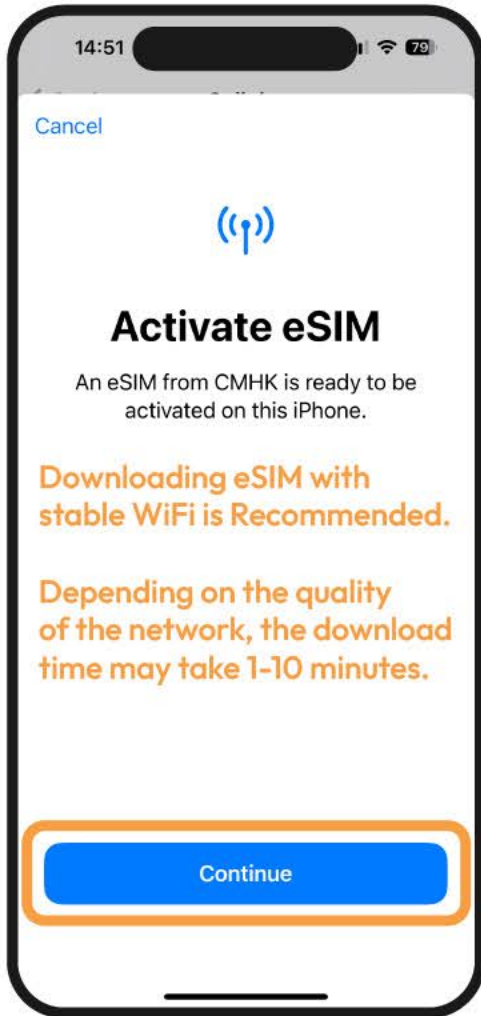 14:51
79
Cancel
Activate eSIM
An eSIM from CMHK is ready to be
activated on this iPhone.
Downloading eSIM with
stable WiFi is Recommended.
Depending on the quality
of the network, the download
time may take 1-10 minutes.
Continue